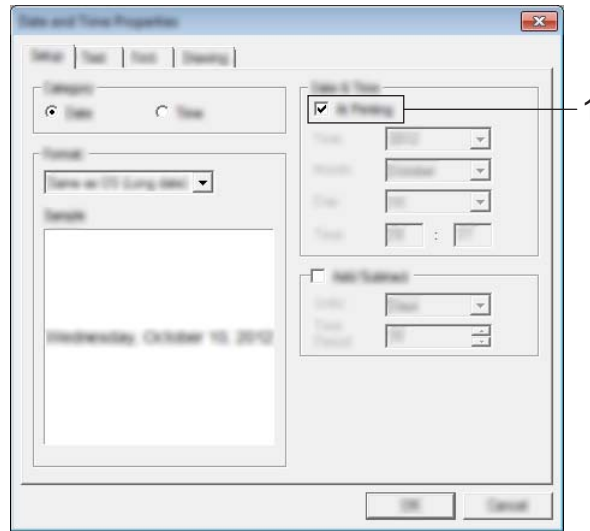 Date and Time Properties
Setup
Text
Font
Drawing
Category
Date
Time
Date & Time
At Printing
1
Year:
2012
Month:
October
Day:
Time:
:
Format:
Same as OS (Long date)
Sample
Wednesday, October 10, 2012
Add/Subtract
Units:
Days
Time Period:
OK
Cancel